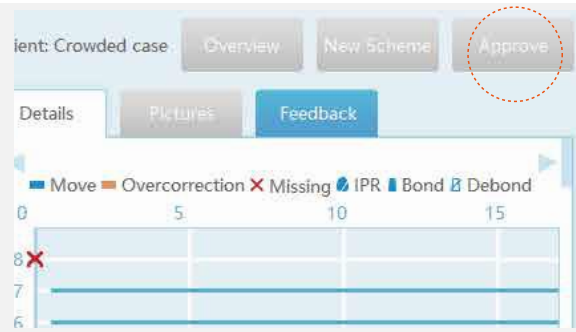 ient: Crowded case Overview New Scheme Approve
Details Pictures Feedback
Move Overcorrection Missing IPR Bond Debond
0 5 10 15
8
7
6